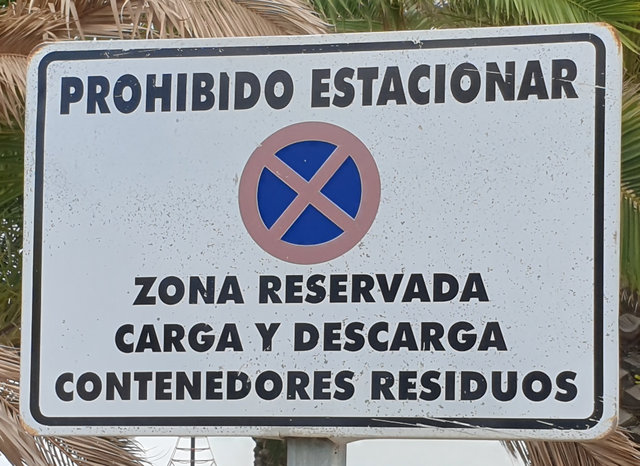 PROHIBIDO ESTACIONAR
ZONA RESERVADA
CARGA Y DESCARGA
CONTENEDORES RESIDUOS